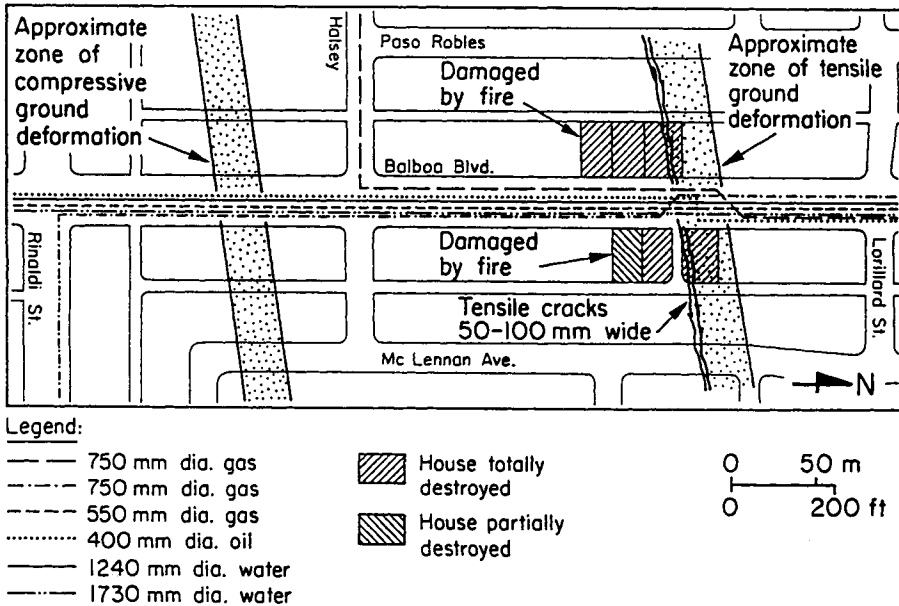 Approximate
zone of
compressive
ground
deformation
Halsey
Paso Robles
Damaged
by fire
Approximate
zone of tensile
ground
deformation
Balboa Blvd.
Rinaldi St.
Damaged
by fire
Tensile cracks
50-100 mm wide
Lorillard St.
Mc Lennan Ave.
N
Legend:
750 mm dia. gas
750 mm dia. gas
550 mm dia. gas
400 mm dia. oil
1240 mm dia. water
1730 mm dia. water
House totally
destroyed
House partially
destroyed
0 50 m
0 200 ft